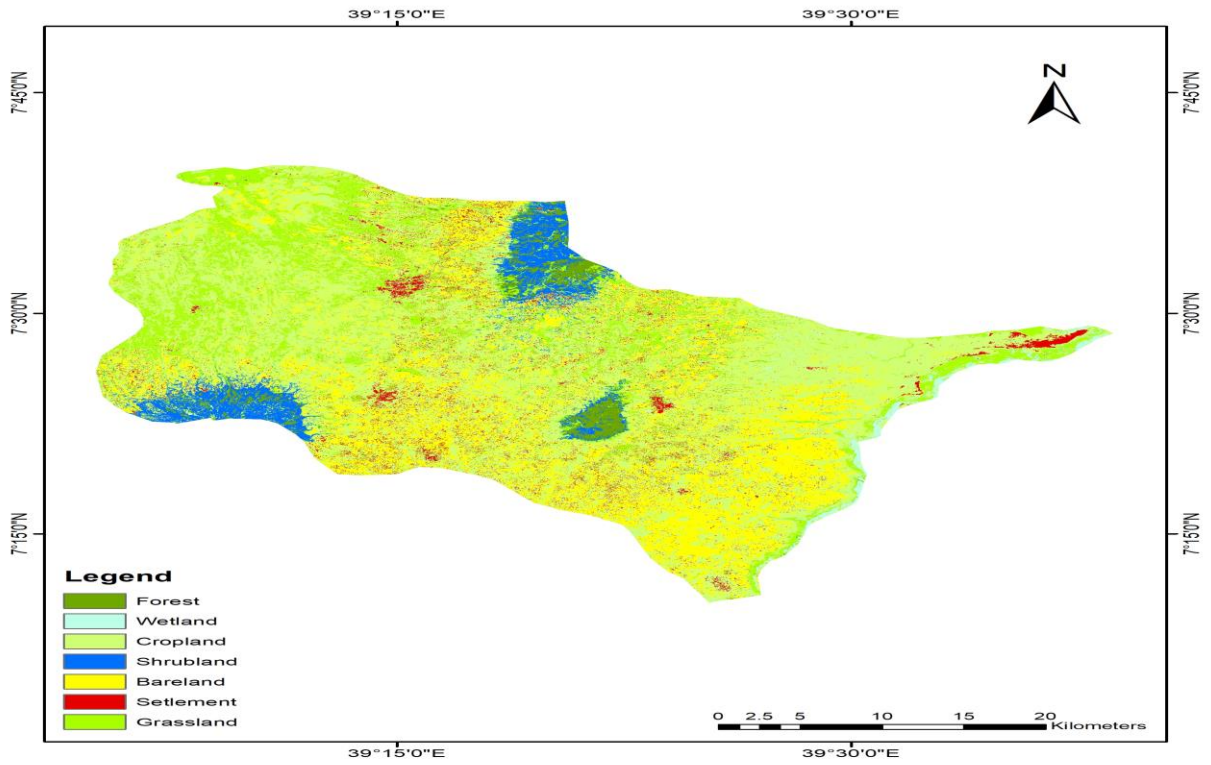 39°15'0"E 39°30'0"E
7°45'0"N 7°45'0"N
N
7°30'0"N 7°30'0"N
7°15'0"N 7°15'0"N
Legend
Forest
Wetland
Cropland
Shrubland
Bareland
Setlement
Grassland
0 2.5 5 10 15 20
Kilometers
39°15'0"E 39°30'0"E